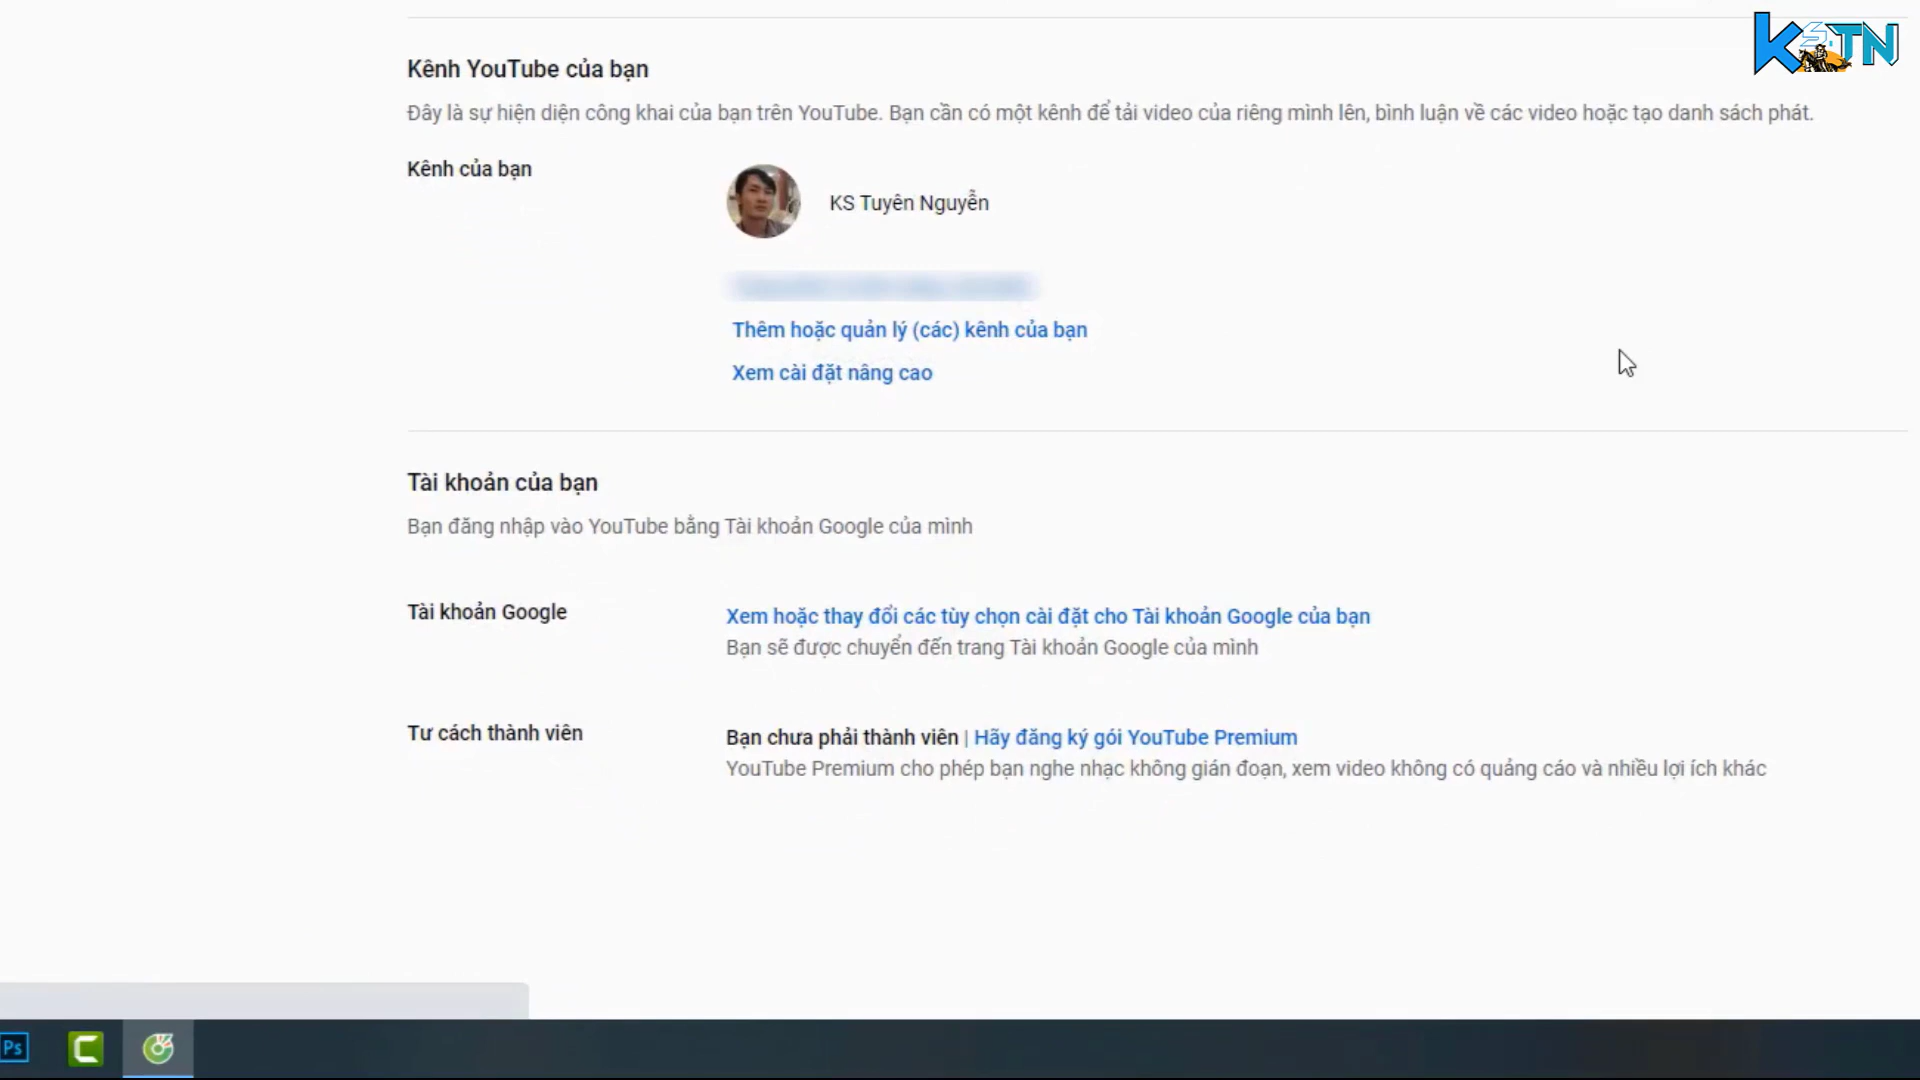 KS.TN
Kênh YouTube của bạn
Đây là sự hiện diện công khai của bạn trên YouTube. Bạn cần có một kênh để tải video của riêng mình lên, bình luận về các video hoặc tạo danh sách phát.
Kênh của bạn
KS Tuyên Nguyễn
Thêm hoặc quản lý (các) kênh của bạn
Xem cài đặt nâng cao
Tài khoản của bạn
Bạn đăng nhập vào YouTube bằng Tài khoản Google của mình
Tài khoản Google
Xem hoặc thay đổi các tùy chọn cài đặt cho Tài khoản Google của bạn
Bạn sẽ được chuyển đến trang Tài khoản Google của mình
Tư cách thành viên
Bạn chưa phải thành viên | Hãy đăng ký gói YouTube Premium
YouTube Premium cho phép bạn nghe nhạc không gián đoạn, xem video không có quảng cáo và nhiều lợi ích khác
Ps